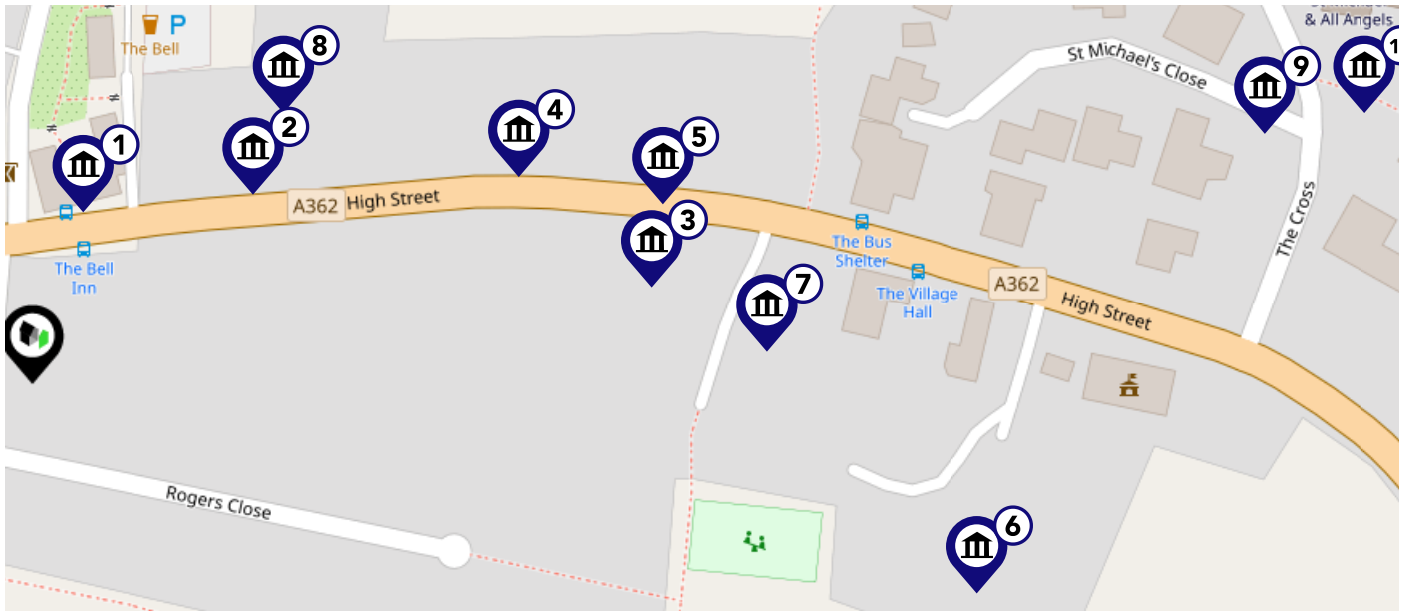 & All Angels
The Bell
P
8
9
1
St Michael's Close
4
2
5
1
A362
High Street
3
The Cross
The Bus
Shelter
The Bell
Inn
7
The Village
Hall
A362
High Street
Rogers Close
6